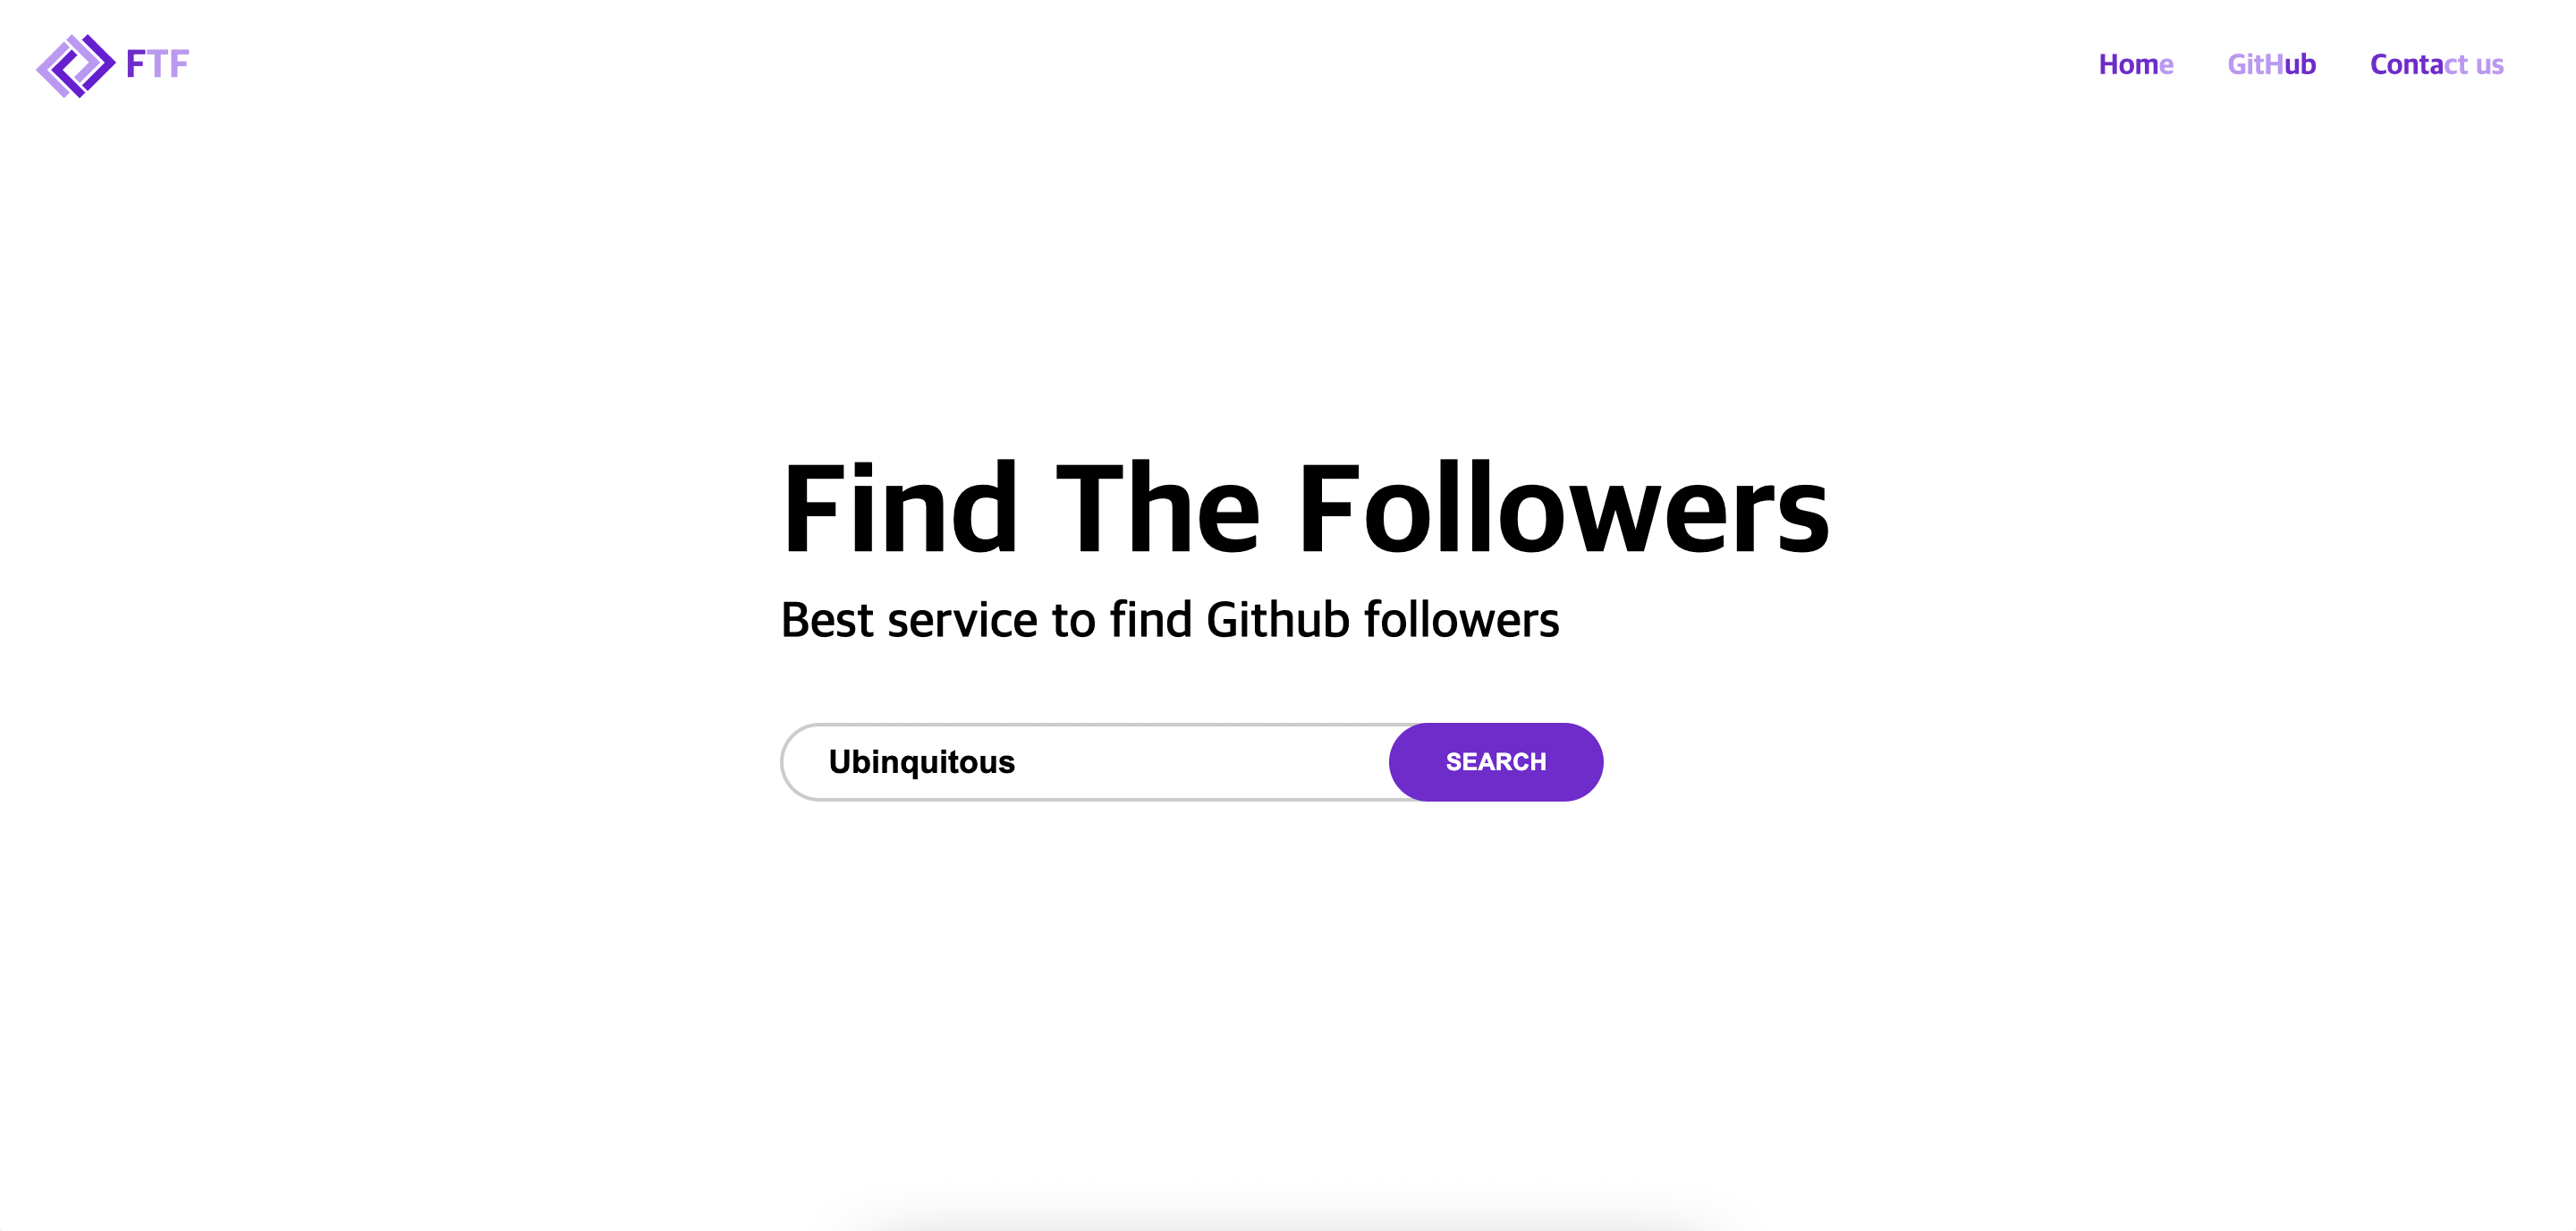 FTF
Home GitHub Contact us
Find The Followers
Best service to find Github followers
Ubinquitous
SEARCH